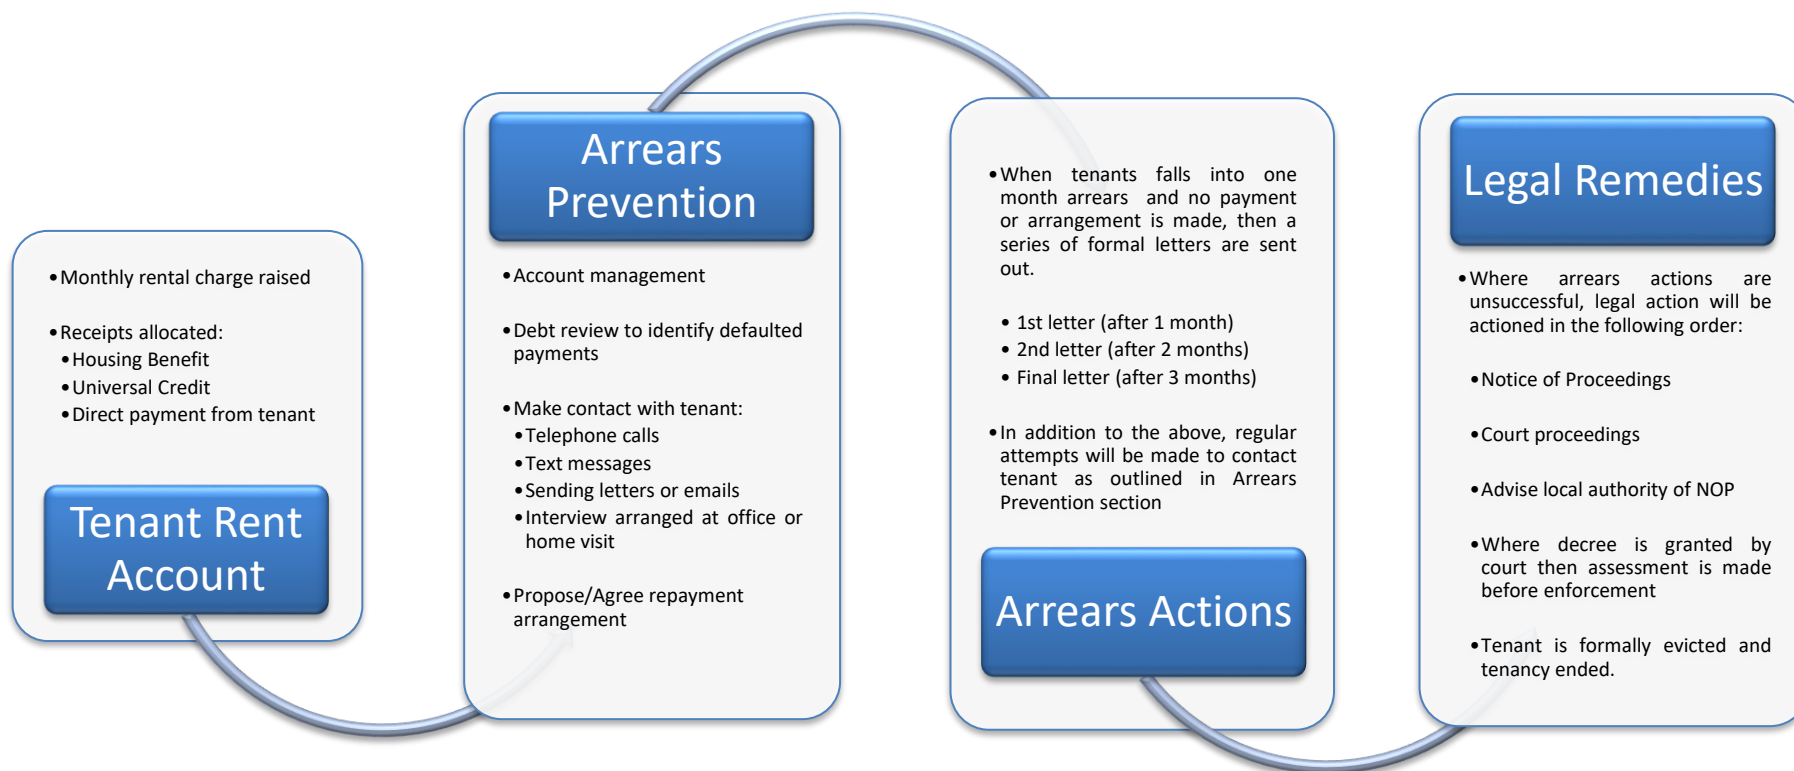 • Monthly rental charge raised
• Receipts allocated:
• Housing Benefit
• Universal Credit
• Direct payment from tenant
Tenant Rent
Account
Arrears
Prevention
• Account management
• Debt review to identify defaulted
payments
• Make contact with tenant:
• Telephone calls
• Text messages
• Sending letters or emails
• Interview arranged at office or
home visit
• Propose/Agree repayment
arrangement
• When tenants falls into one
month arrears and no payment
or arrangement is made, then a
series of formal letters are sent
out.
• 1st letter (after 1 month)
• 2nd letter (after 2 months)
• Final letter (after 3 months)
• In addition to the above, regular
attempts will be made to contact
tenant as outlined in Arrears
Prevention section
Arrears Actions
Legal Remedies
• Where arrears actions are
unsuccessful, legal action will be
actioned in the following order:
• Notice of Proceedings
• Court proceedings
• Advise local authority of NOP
• Where decree is granted by
court then assessment is made
before enforcement
• Tenant is formally evicted and
tenancy ended.